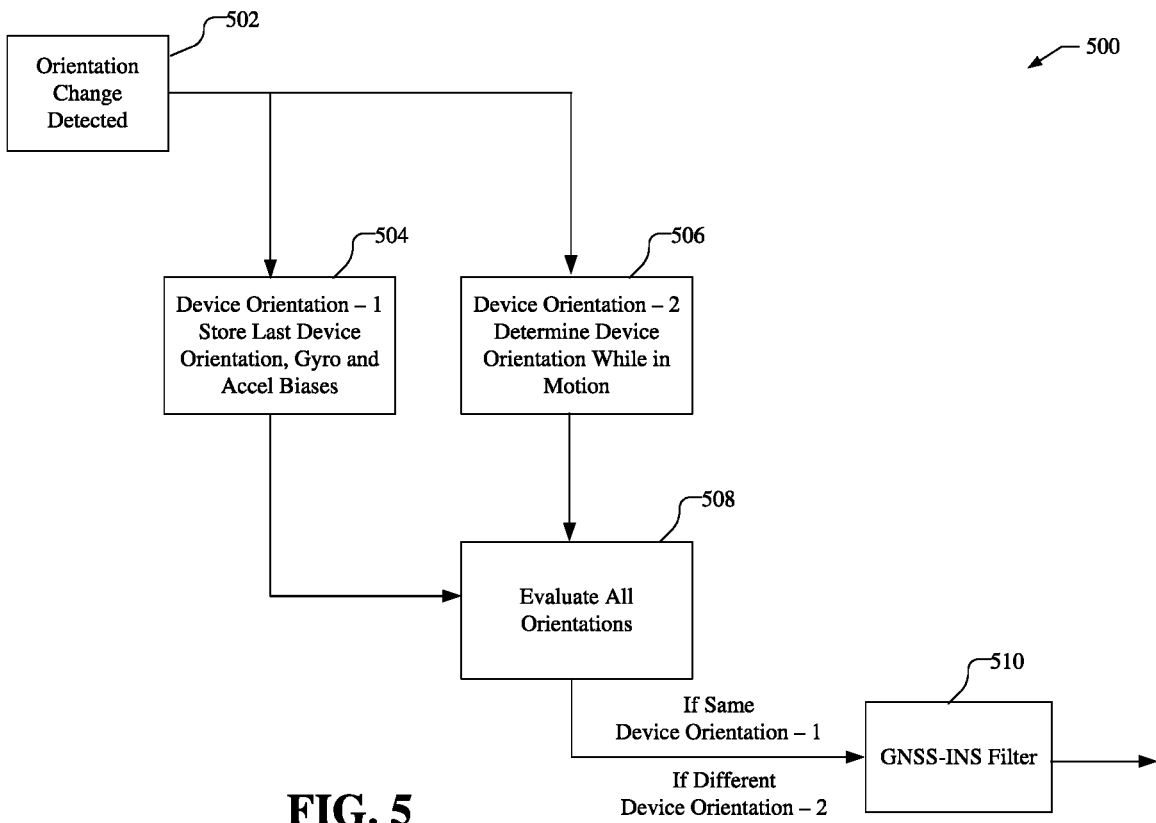 502
500
Orientation
Change
Detected
504
506
Device Orientation – 1
Store Last Device
Orientation, Gyro and
Accel Biases
Device Orientation – 2
Determine Device
Orientation While in
Motion
508
Evaluate All
Orientations
510
If Same
Device Orientation – 1
GNSS-INS Filter
If Different
Device Orientation – 2
FIG. 5